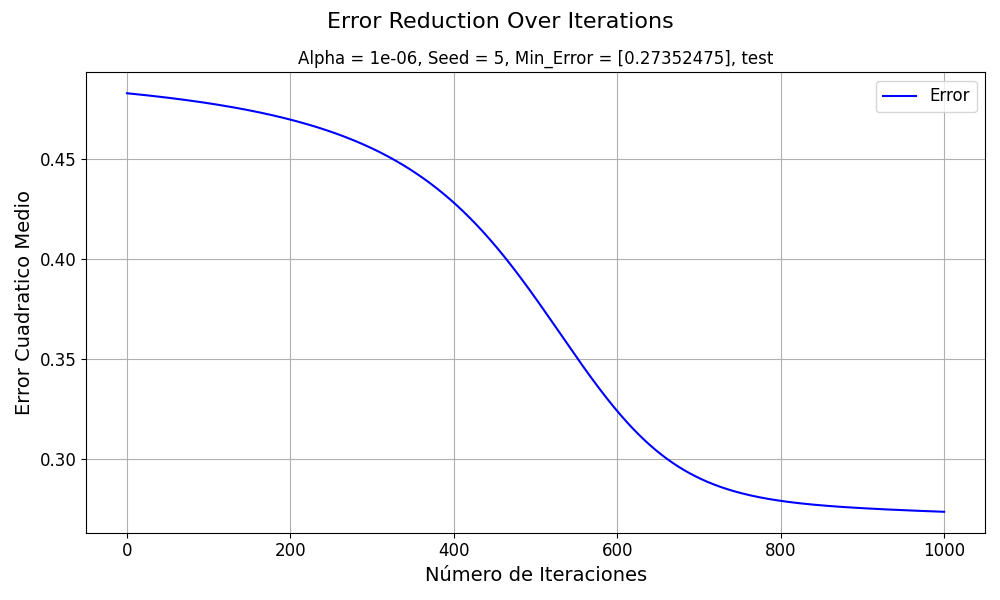 Error Reduction Over Iterations
Alpha = 1e-06, Seed = 5, Min_Error = [0.27352475], test
Error
Error Cuadratico Medio
0.45
0.40
0.35
0.30
0 200 400 600 800 1000
Número de Iteraciones